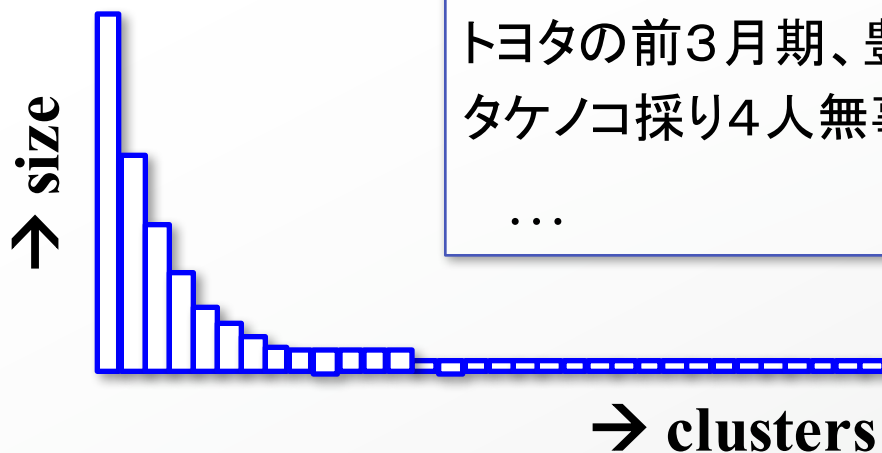 トヨタの前3月期、
タケノコ採り4人無
…
→ size
→ clusters